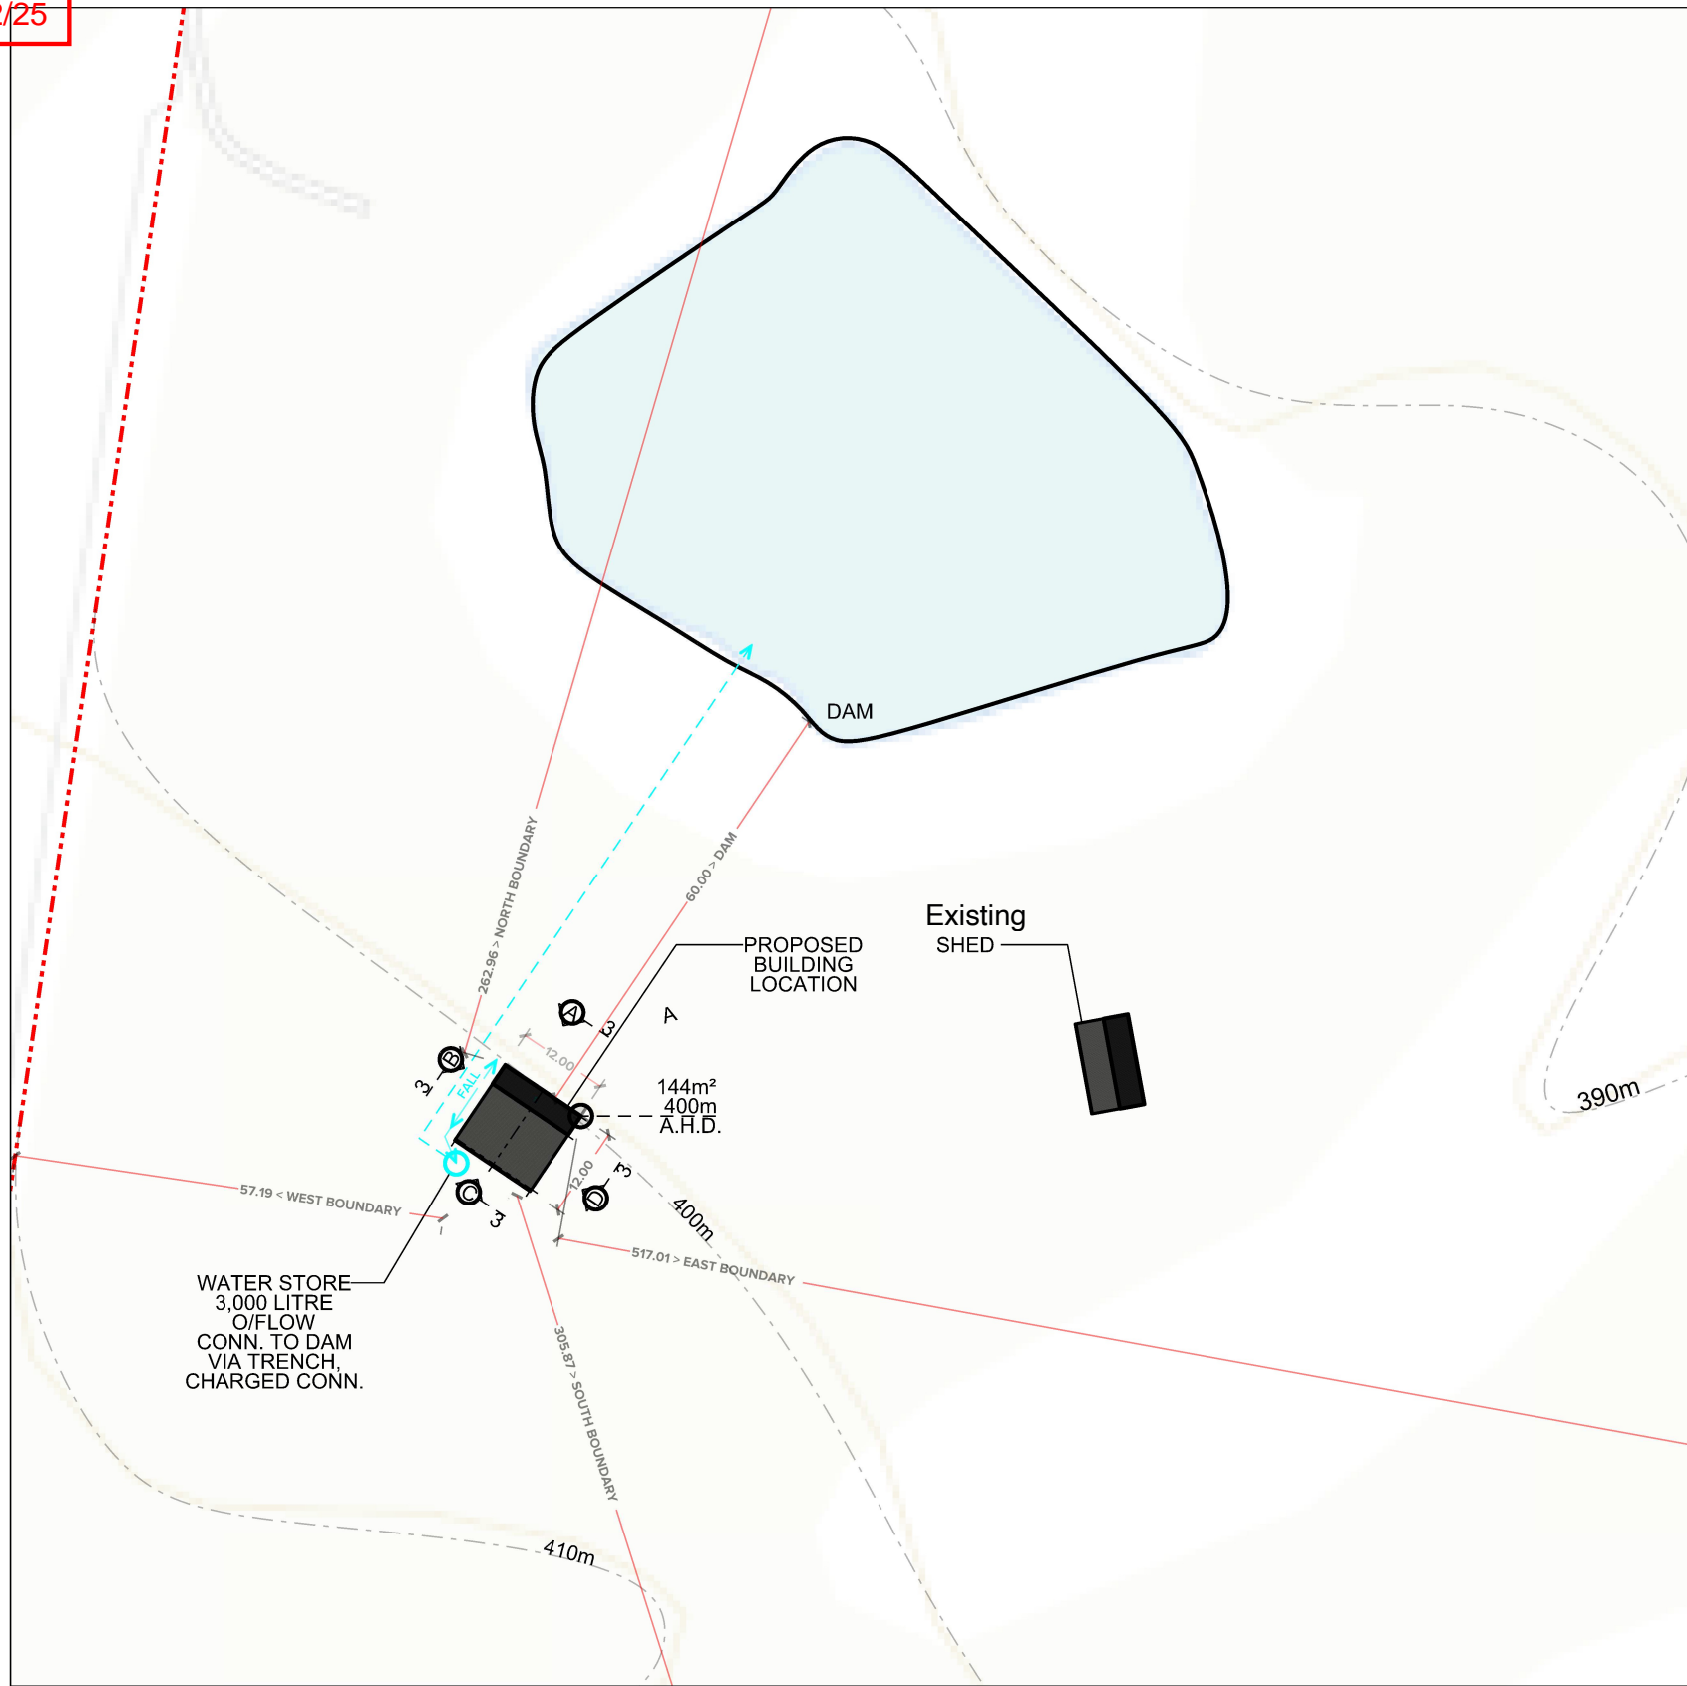 2/25
DAM
262.96 > NORTH BOUNDARY
60.00 > DAM
Existing
SHED
PROPOSED
BUILDING
LOCATION
A
3
A
B
3
12.00
FALL
144m²
400m
A.H.D.
12.00
3
D
C
3
57.19 < WEST BOUNDARY
400m
390m
517.01 > EAST BOUNDARY
WATER STORE
3,000 LITRE
O/FLOW
CONN. TO DAM
VIA TRENCH,
CHARGED CONN.
305.87 > SOUTH BOUNDARY
410m